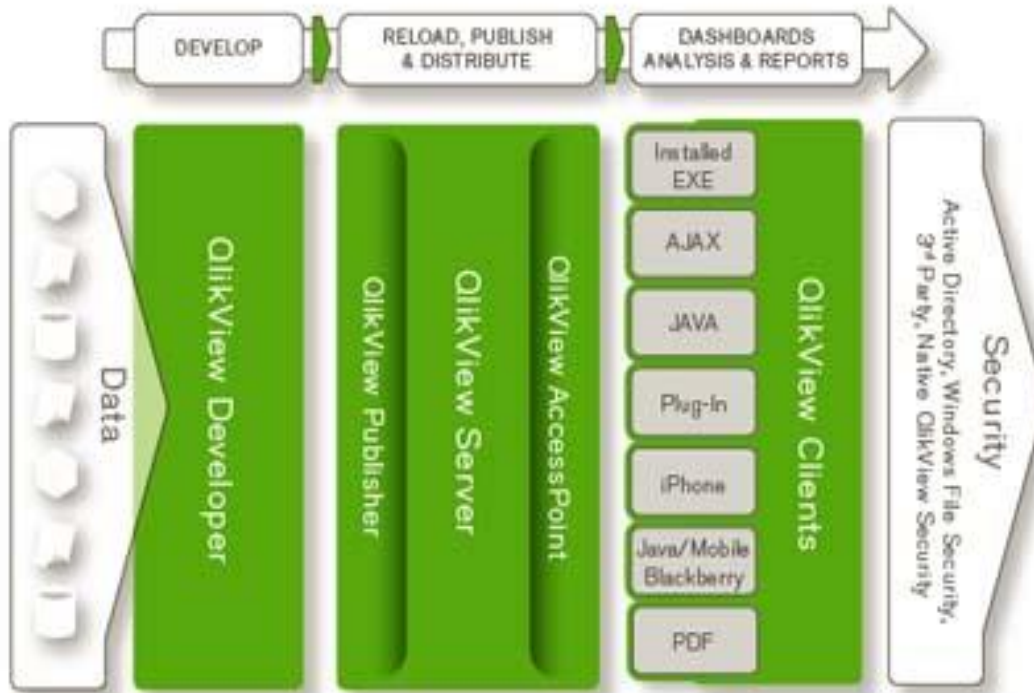 DEVELOP
RELOAD, PUBLISH
& DISTRIBUTE
DASHBOARDS
ANALYSIS & REPORTS
Data
QlikView Developer
QlikView Publisher
QlikView Server
QlikView AccessPoint
Installed
EXE
AJAX
JAVA
Plug-In
iPhone
Java/Mobile
Blackberry
PDF
QlikView Clients
Security
Active Directory, Windows File Security,
3rd Party, Native QlikView Security